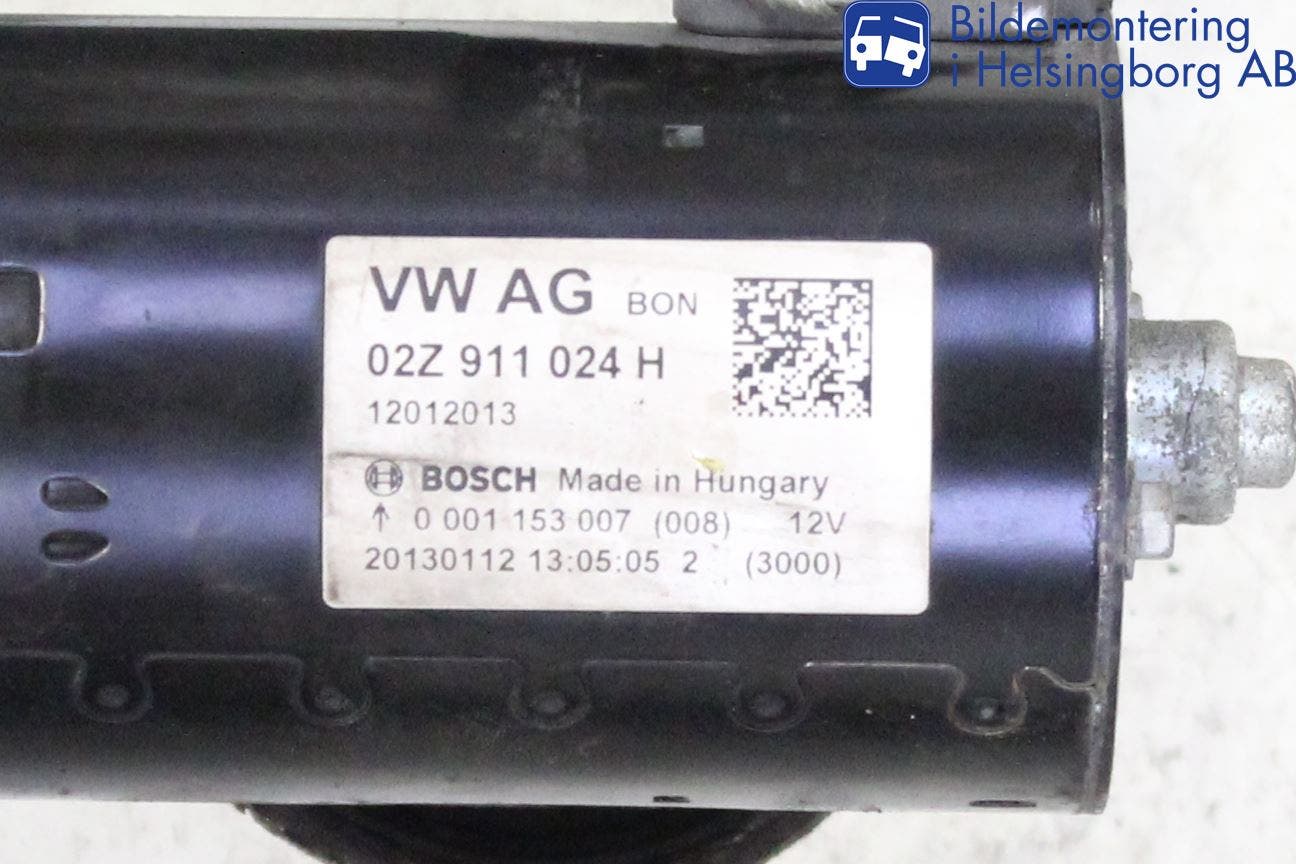 Bildemontering
i Helsingborg AB
VW AG BON
02Z 911 024 H
12012013
BOSCH Made in Hungary
↑ 0 001 153 007 (008) 12V
20130112 13:05:05 2 (3000)